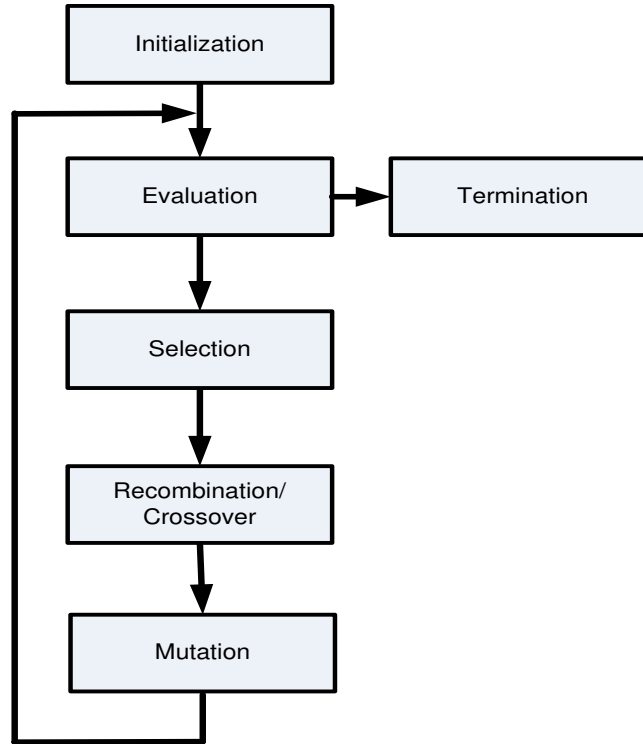 Initialization
Evaluation
Termination
Selection
Recombination/
Crossover
Mutation